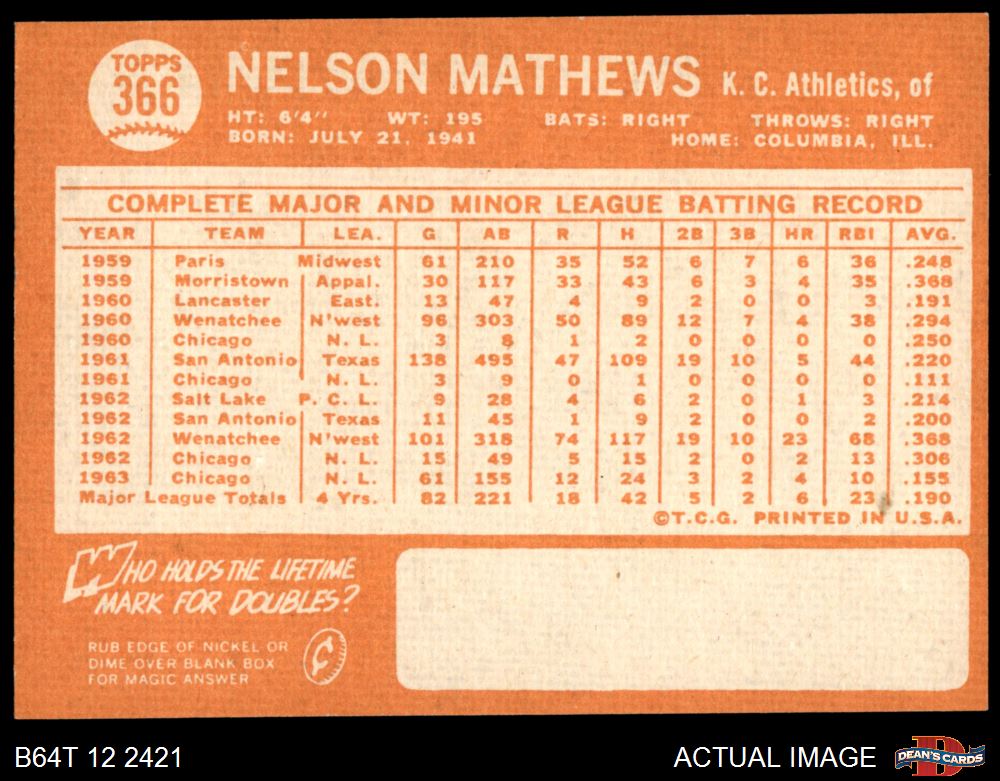 TOPPS
366
NELSON MATHEWS K. C. Athletics, of
HT: 6'4" WT: 195 BATS: RIGHT THROWS: RIGHT
BORN: JULY 21, 1941 HOME: COLUMBIA, ILL.
COMPLETE MAJOR AND MINOR LEAGUE BATTING RECORD
YEAR TEAM LEA. G AB R H 2B 3B HR RBI AVG.
1959 Paris Midwest 61 210 35 52 6 7 6 36 .248
1959 Morristown Appal. 30 117 33 43 6 3 4 35 .368
1960 Lancaster East. 13 47 4 9 2 0 0 3 .191
1960 Wenatchee N'west 96 303 50 89 12 7 4 38 .294
1960 Chicago N. L. 3 8 1 2 0 0 0 0 .250
1961 San Antonio Texas 138 495 47 109 19 10 5 44 .220
1961 Chicago N. L. 3 9 0 1 0 0 0 0 .111
1962 Salt Lake P. C. L. 9 28 4 6 2 0 1 3 .214
1962 San Antonio Texas 11 45 1 9 2 0 0 2 .200
1962 Wenatchee N'west 101 318 74 117 19 10 23 68 .368
1962 Chicago N. L. 15 49 5 15 2 0 2 13 .306
1963 Chicago N. L. 61 155 12 24 3 2 4 10 .155
Major League Totals 4 Yrs. 82 221 18 42 5 2 6 23 .190
©T.C.G. PRINTED IN U.S.A.
WHO HOLDS THE LIFETIME
MARK FOR DOUBLES?
RUB EDGE OF NICKEL OR
DIME OVER BLANK BOX
FOR MAGIC ANSWER
¢
B64T 12 2421 ACTUAL IMAGE
D
DEAN'S CARDS